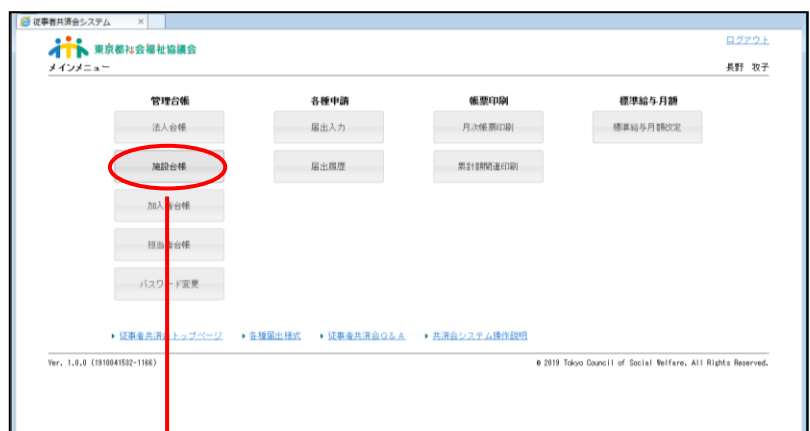 従事者共済会システム ×
ログアウト
東京都社会福祉協議会
メインメニュー 長野 牧子
管理台帳 各種申請 帳票印刷 標準給与月額
法人台帳 届出入力 月次帳票印刷 標準給与月額改定
施設台帳 届出履歴 累計額関連印刷
加入者台帳
担当者台帳
パスワード変更
従事者共済会トップページ 各種届出様式 従事者共済会Q&A 共済会システム操作説明
Ver. 1.0.0 (1910041532-1166) © 2019 Tokyo Council of Social Welfare, All Rights Reserved.